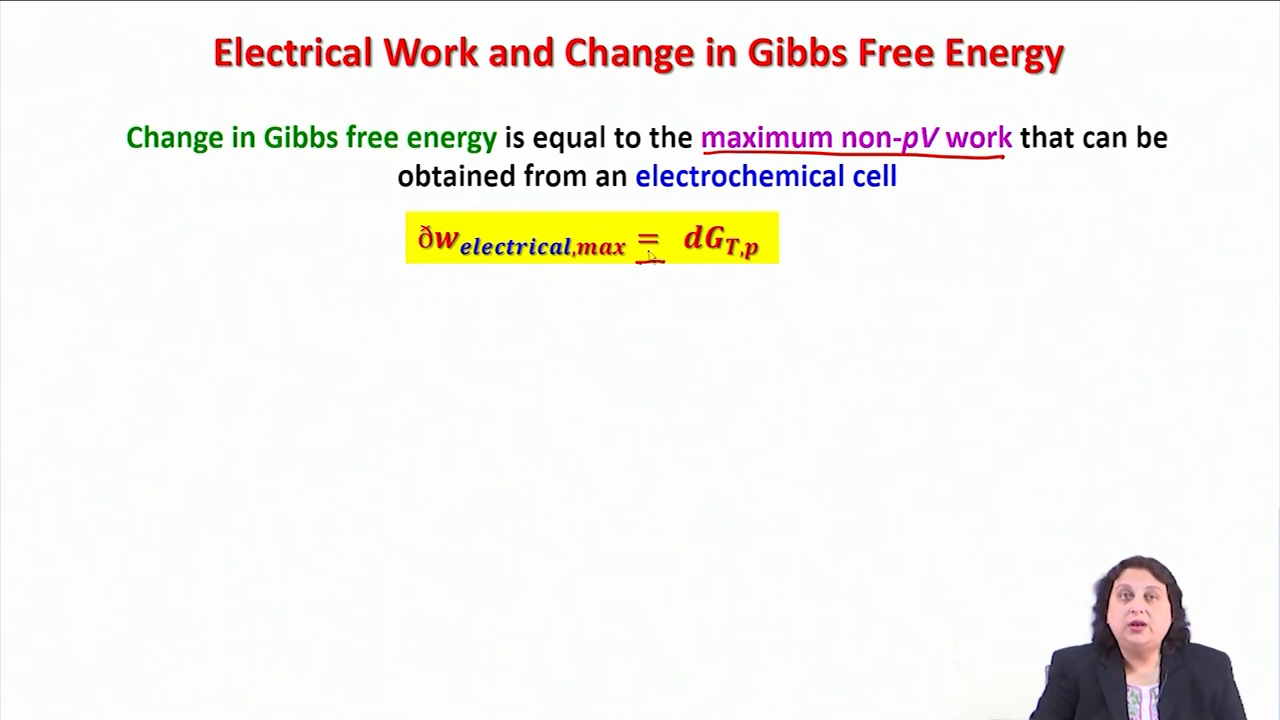 Electrical Work and Change in Gibbs Free Energy
Change in Gibbs free energy is equal to the maximum non-pV work that can be
obtained from an electrochemical cell
ðw_electrical,max = dG_T,p